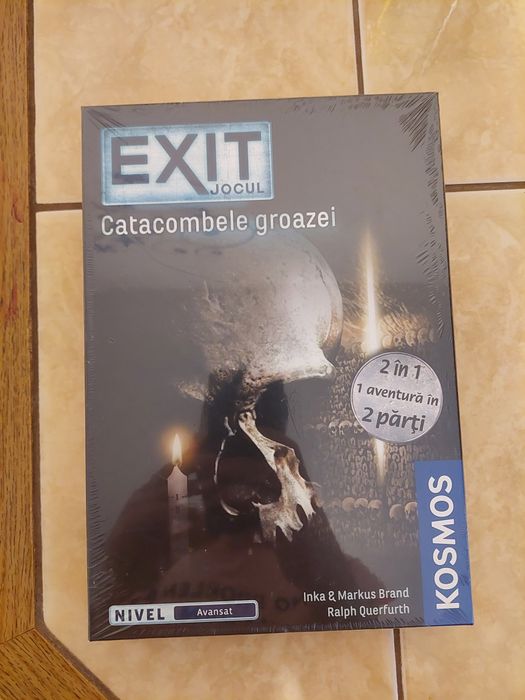 EXIT
JOCUL
Catacombele groazei
2 în 1
1 aventură în
2 părți
KOSMOS
Inka & Markus Brand
Ralph Querfurth
NIVEL Avansat